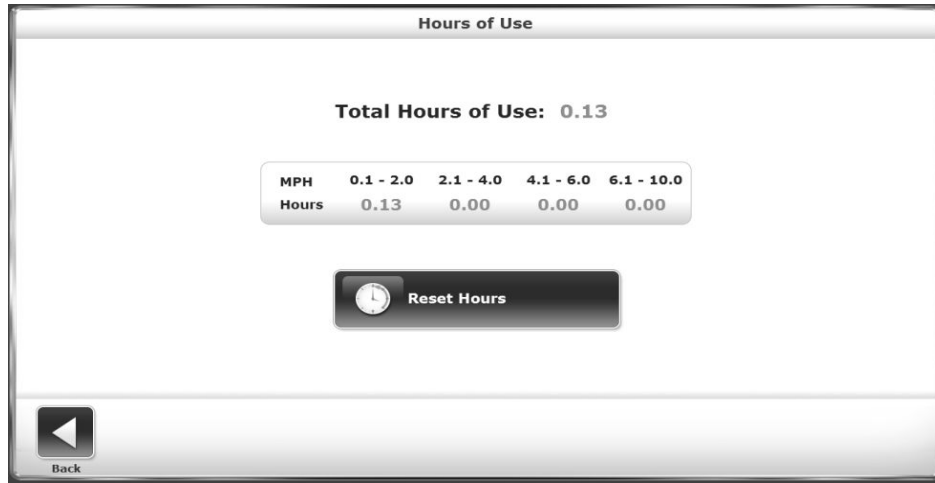 Hours of Use
Total Hours of Use: 0.13
MPH 0.1 - 2.0 2.1 - 4.0 4.1 - 6.0 6.1 - 10.0
Hours 0.13 0.00 0.00 0.00
Reset Hours
Back